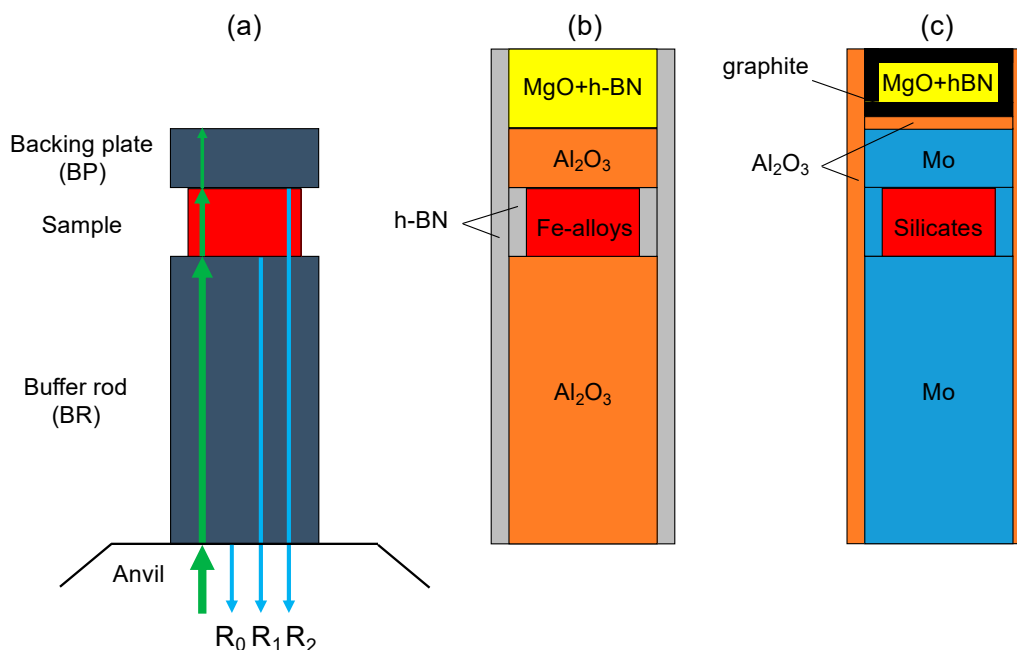 (a)
Backing plate
(BP)
Sample
Buffer rod
(BR)
Anvil
R₀ R₁ R₂
(b)
MgO+h-BN
Al₂O₃
h-BN
Fe-alloys
Al₂O₃
(c)
graphite
MgO+hBN
Al₂O₃
Mo
Silicates
Mo